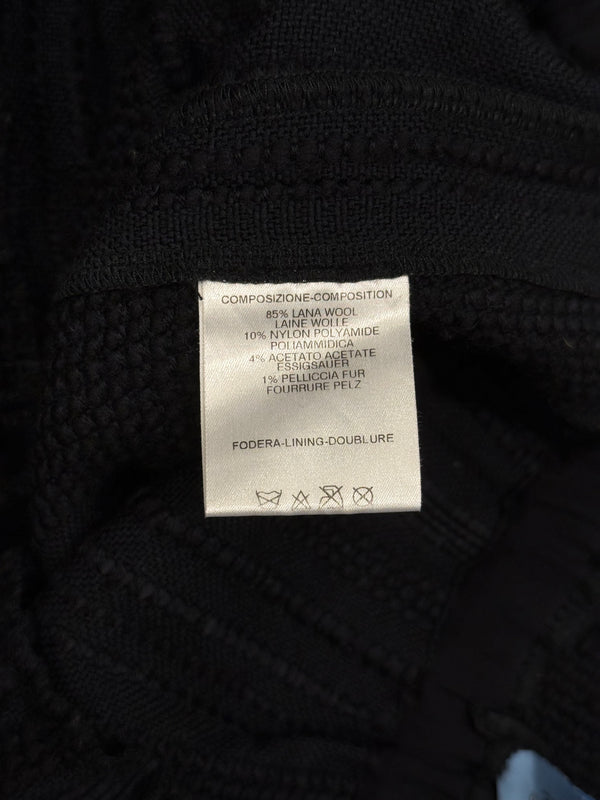 COMPOSIZIONE-COMPOSITION
85% LANA WOOL
LAINE WOLLE
10% NYLON POLYAMIDE
POLIAMMIDICA
4% ACETATO ACETATE
ESSIGSAUER
1% PELLICCIA FUR
FOURRURE PELZ
FODERA-LINING-DOUBLURE